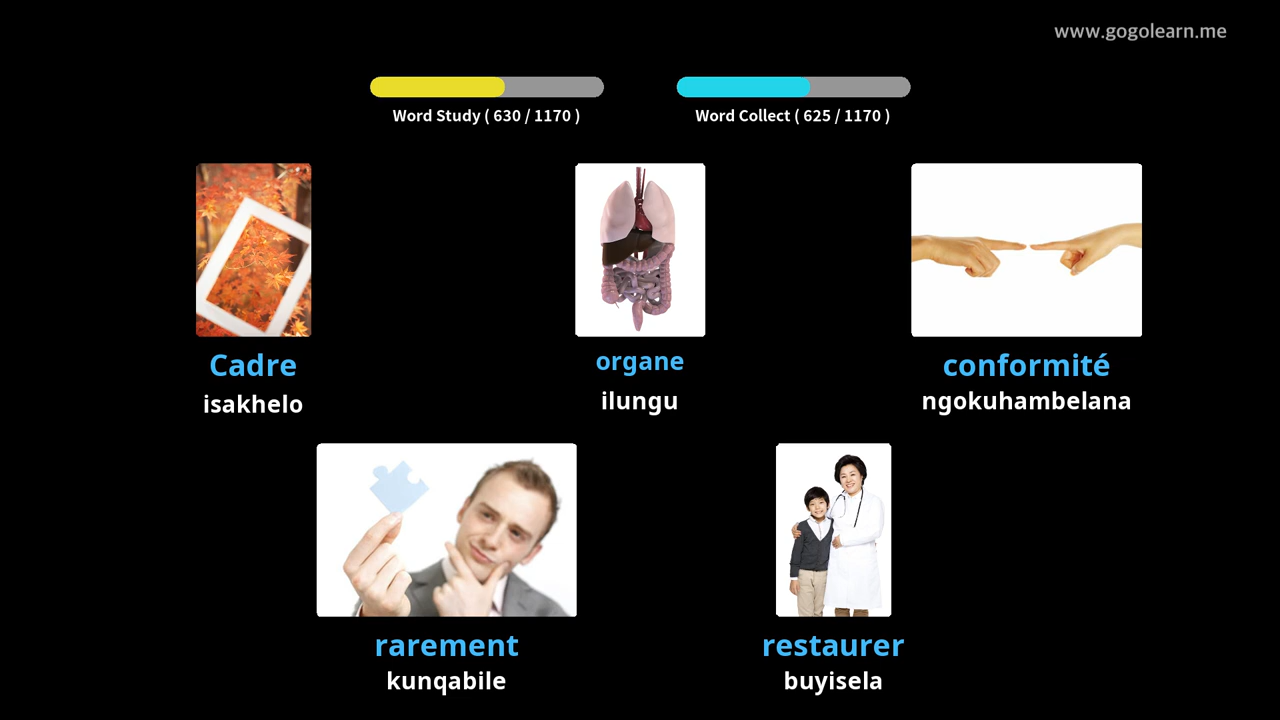 www.gogolearn.me
Word Study ( 630 / 1170 )
Word Collect ( 625 / 1170 )
Cadre
isakhelo
organe
ilungu
conformité
ngokuhambelana
rarement
kunqabile
restaurer
buyisela